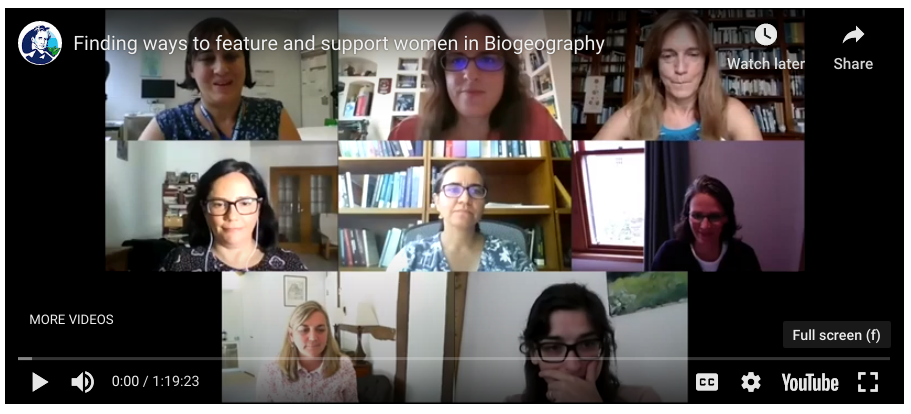 Finding ways to feature and support women in Biogeography
Watch later
Share
MORE VIDEOS
Full screen (f)
0:00 / 1:19:23
CC
YouTube